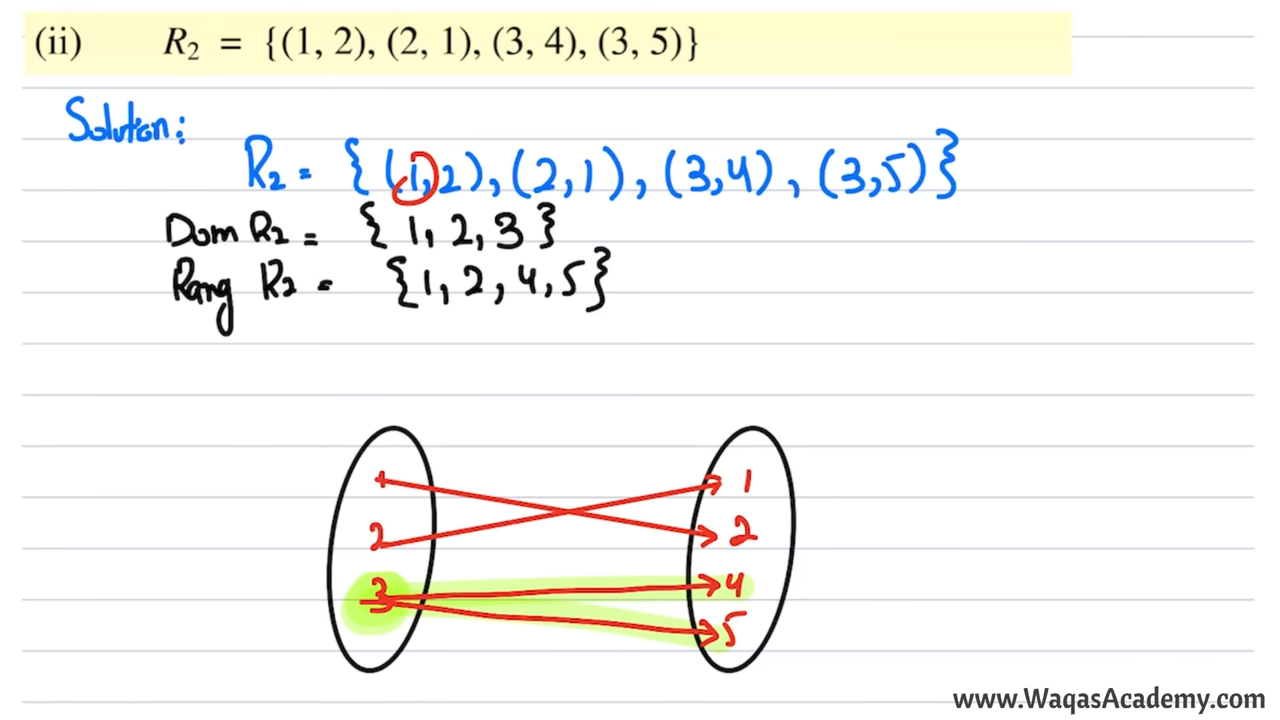 (ii) R₂ = {(1, 2), (2, 1), (3, 4), (3, 5)}
Solution:
R₂ = { (1,2), (2,1), (3,4), (3,5)}
Dom R₂ = { 1, 2, 3 }
Rang R₂ = {1, 2, 4, 5}
1 1
2 2
3 4
5
www.WaqasAcademy.com